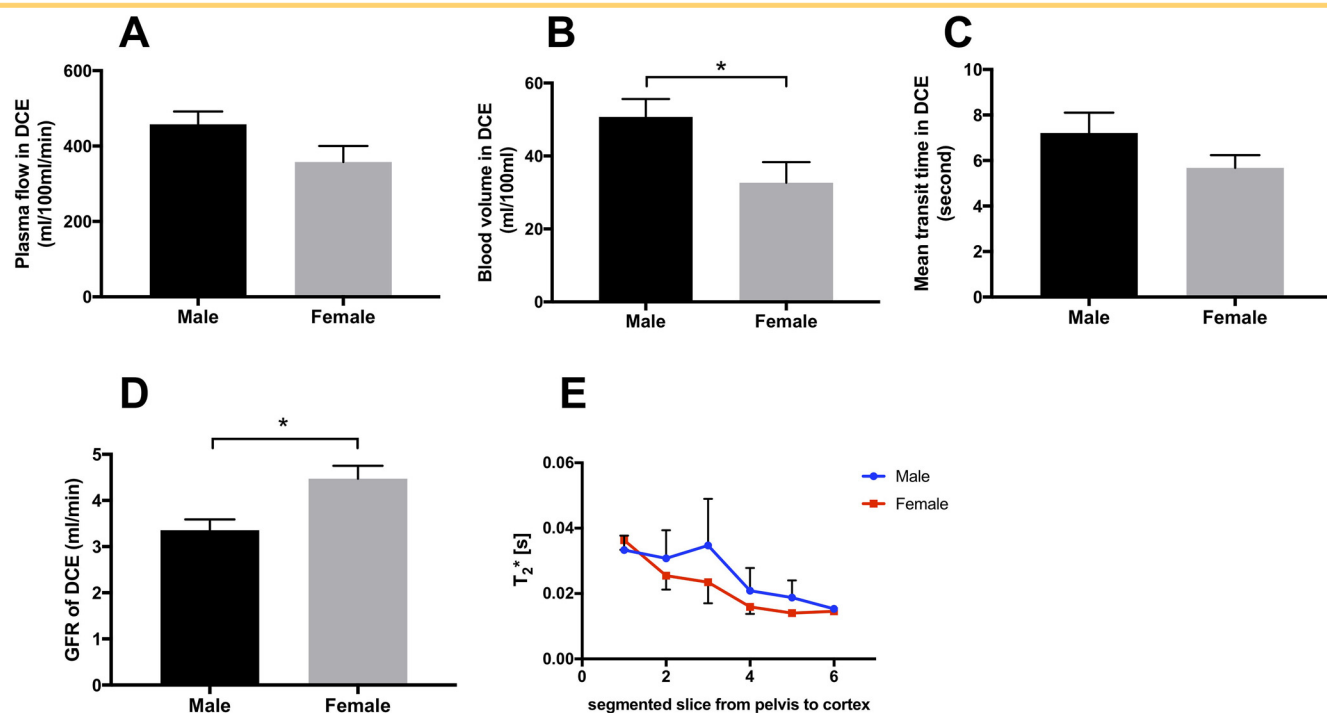 A
Plasma flow in DCE
(ml/100ml/min)
600
400
200
0
Male
Female
B
Blood volume in DCE
(ml/100ml)
60
40
20
0
*
Male
Female
C
Mean transit time in DCE
(second)
10
8
6
4
2
0
Male
Female
D
GFR of DCE (ml/min)
5
4
3
2
1
0
*
Male
Female
E
T2* [s]
0.06
0.04
0.02
0.00
0
2
4
6
segmented slice from pelvis to cortex
Male
Female